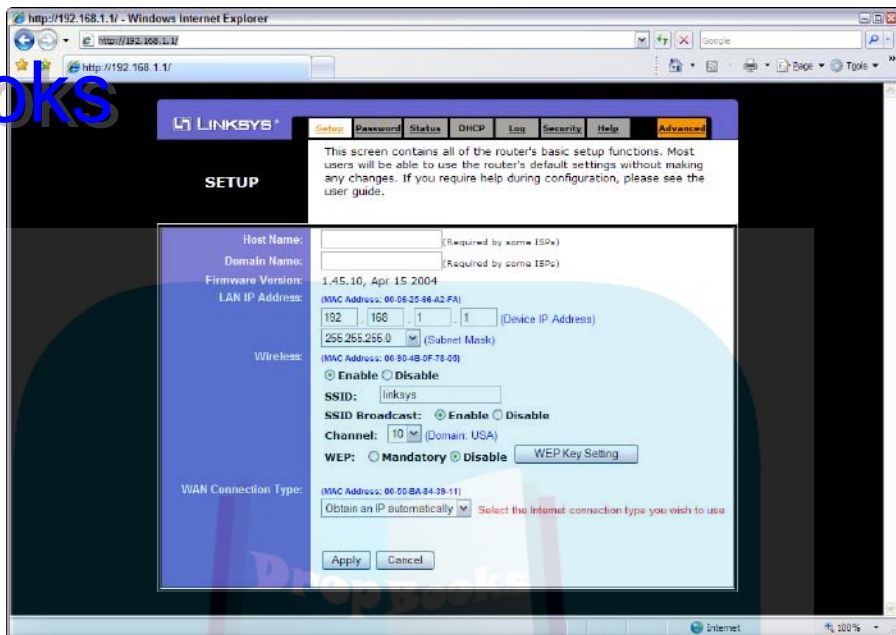 http://192.168.1.1/ - Windows Internet Explorer
http://192.168.1.1/
Google
http://192.168.1.1/
Page
Tools
oks
LINKSYS®
Setup Password Status DHCP Log Security Help Advanced
SETUP
This screen contains all of the router's basic setup functions. Most
users will be able to use the router's default settings without making
any changes. If you require help during configuration, please see the
user guide.
Host Name: (Required by some ISPs)
Domain Name: (Required by some ISPs)
Firmware Version: 1.45.10, Apr 15 2004
LAN IP Address: (MAC Address: 00-06-25-66-A2-FA)
192 . 168 . 1 . 1 (Device IP Address)
255.255.255.0 (Subnet Mask)
Wireless: (MAC Address: 00-90-4B-0F-78-05)
Enable Disable
SSID: linksys
SSID Broadcast: Enable Disable
Channel: 10 (Domain: USA)
WEP: Mandatory Disable WEP Key Setting
WAN Connection Type: (MAC Address: 00-50-BA-84-39-11)
Obtain an IP automatically Select the Internet connection type you wish to use
Apply Cancel
DropBooks
Internet 100%